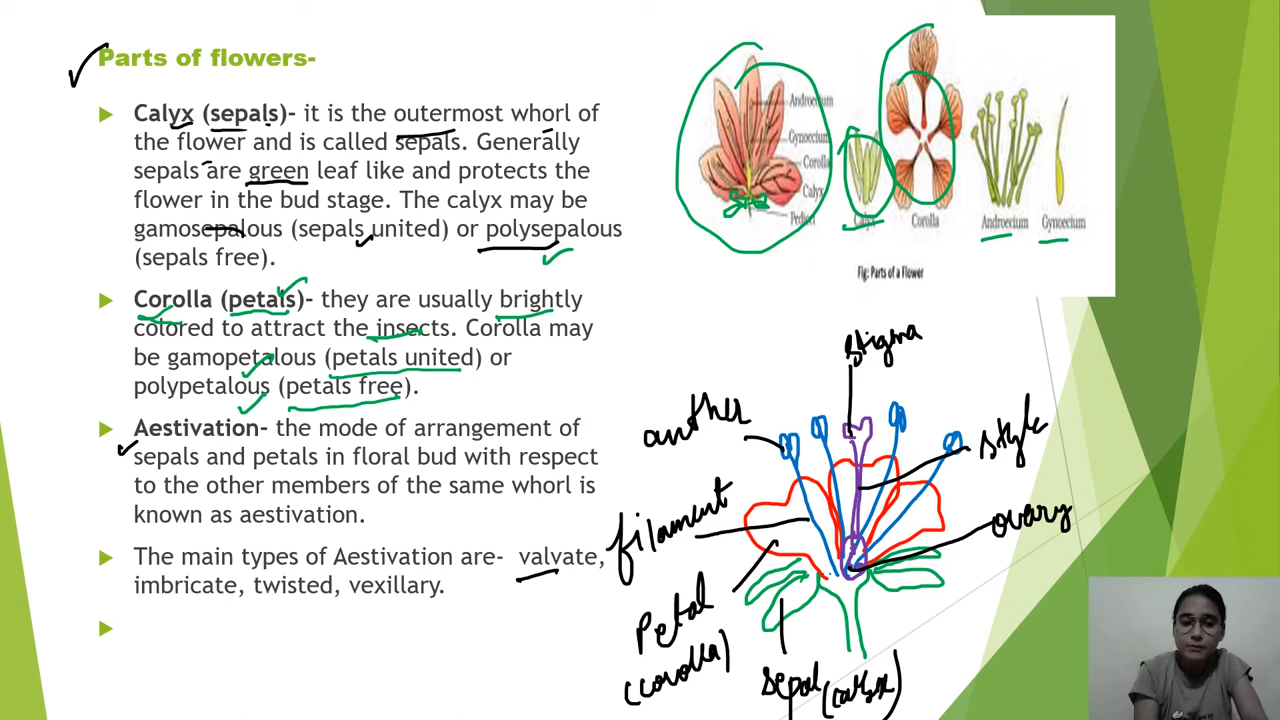 Parts of flowers-
Calyx (sepals)- it is the outermost whorl of
the flower and is called sepals. Generally
sepals are green leaf like and protects the
flower in the bud stage. The calyx may be
gamosepalous (sepals united) or polysepalous
(sepals free).
Corolla (petals)- they are usually brightly
colored to attract the insects. Corolla may
be gamopetalous (petals united) or
polypetalous (petals free).
Aestivation- the mode of arrangement of
sepals and petals in floral bud with respect
to the other members of the same whorl is
known as aestivation.
The main types of Aestivation are- valvate,
imbricate, twisted, vexillary.
Androecium
Gynoecium
Corolla
Calyx
Pedicel
Calyx
Corolla
Androecium
Gynoecium
Fig: Parts of a Flower
stigma
anther
style
filament
ovary
Petal
(corolla)
sepal (calyx)